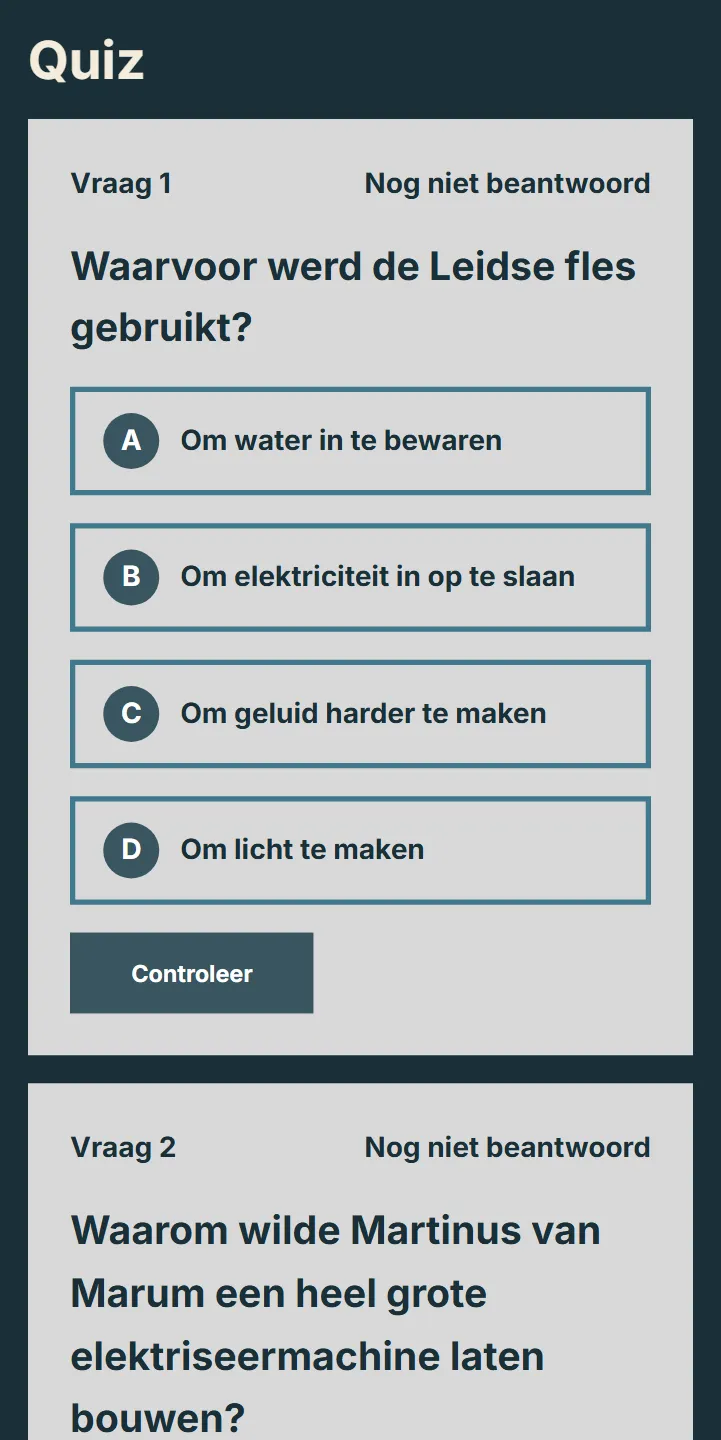 Quiz
Vraag 1
Nog niet beantwoord
Waarvoor werd de Leidse fles
gebruikt?
A Om water in te bewaren
B Om elektriciteit in op te slaan
C Om geluid harder te maken
D Om licht te maken
Controleer
Vraag 2
Nog niet beantwoord
Waarom wilde Martinus van
Marum een heel grote
elektriseermachine laten
bouwen?